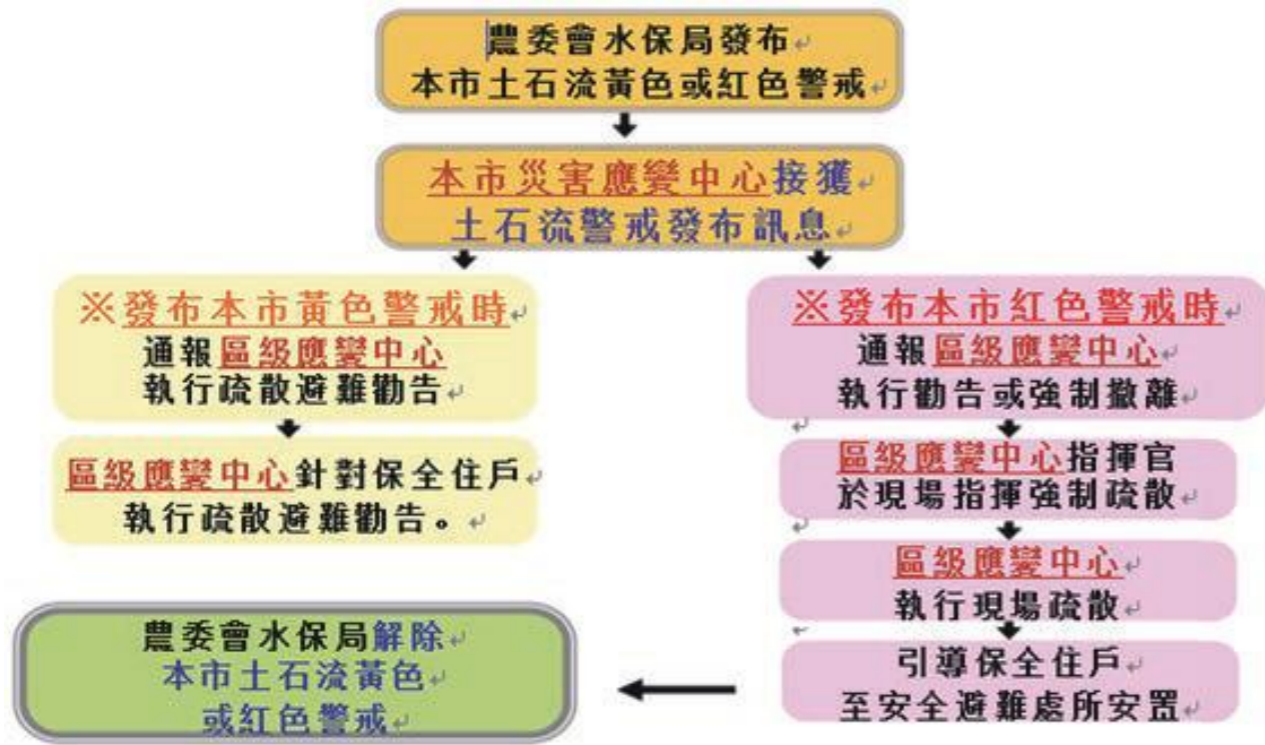 農委會水保局發布
本市土石流黃色或紅色警戒
本市災害應變中心接獲
土石流警戒發布訊息
※發布本市黃色警戒時
通報區級應變中心
執行疏散避難勸告
區級應變中心針對保全住戶
執行疏散避難勸告。
※發布本市紅色警戒時
通報區級應變中心
執行勸告或強制撤離
區級應變中心指揮官
於現場指揮強制疏散
區級應變中心
執行現場疏散
引導保全住戶
至安全避難處所安置
農委會水保局解除
本市土石流黃色
或紅色警戒